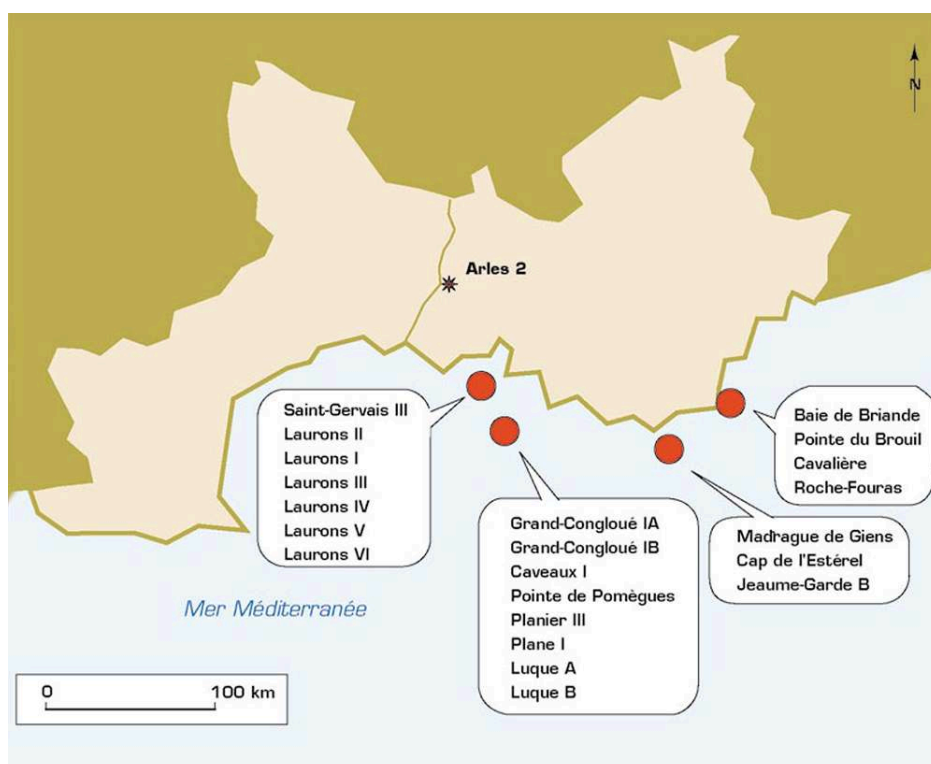 N
Arles 2
Saint-Gervais III
Laurons II
Laurons I
Laurons III
Laurons IV
Laurons V
Laurons VI
Grand-Congloué IA
Grand-Congloué IB
Caveaux I
Pointe de Pomègues
Planier III
Plane I
Luque A
Luque B
Baie de Briande
Pointe du Brouil
Cavalière
Roche-Fouras
Madrague de Giens
Cap de l'Estérel
Jeaume-Garde B
Mer Méditerranée
0 100 km